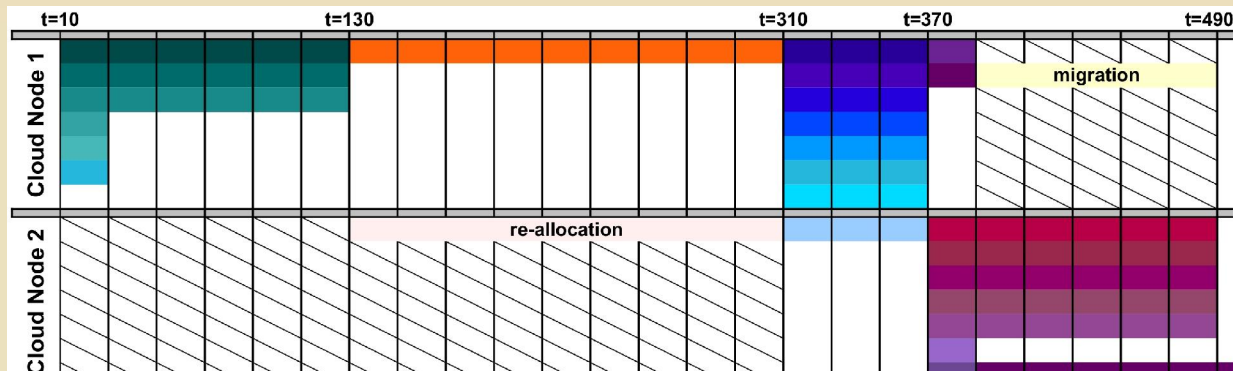 t=10 t=130 t=310 t=370 t=490
Cloud Node 1
migration
Cloud Node 2
re-allocation